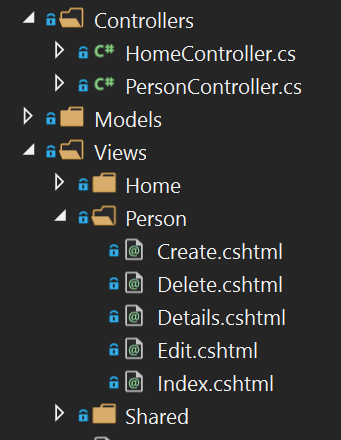 Controllers
C# HomeController.cs
C# PersonController.cs
Models
Views
Home
Person
@ Create.cshtml
@ Delete.cshtml
@ Details.cshtml
@ Edit.cshtml
@ Index.cshtml
Shared